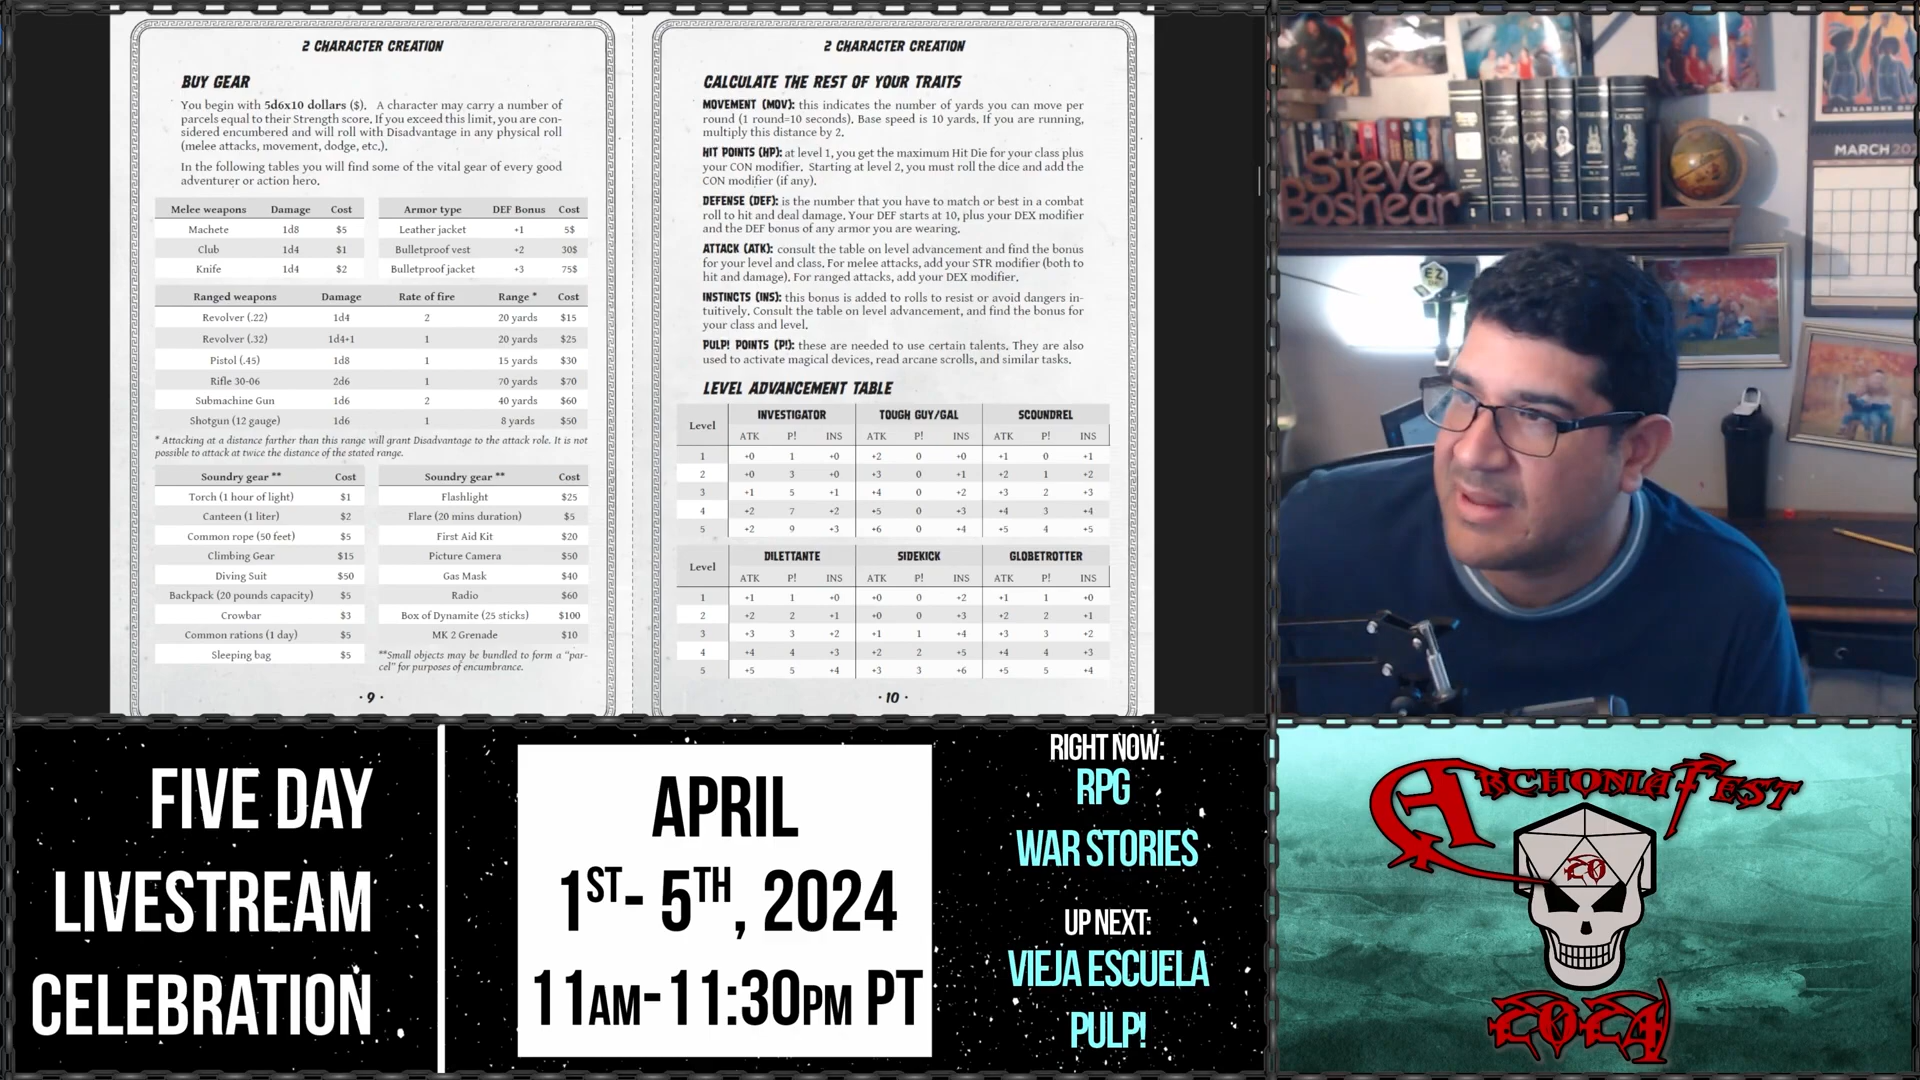 2 CHARACTER CREATION
BUY GEAR
You begin with 5d6x10 dollars ($). A character may carry a number of
parcels equal to their Strength score. If you exceed this limit, you are con-
sidered encumbered and will roll with Disadvantage in any physical roll
(melee attacks, movement, dodge, etc.).
In the following tables you will find some of the vital gear of every good
adventurer or action hero.
Melee weapons Damage Cost
Machete 1d8 $5
Club 1d4 $1
Knife 1d4 $2
Armor type DEF Bonus Cost
Leather jacket +1 5$
Bulletproof vest +2 30$
Bulletproof jacket +3 75$
Ranged weapons Damage Rate of fire Range * Cost
Revolver (.22) 1d4 2 20 yards $15
Revolver (.32) 1d4+1 1 20 yards $25
Pistol (.45) 1d8 1 15 yards $30
Rifle 30-06 2d6 1 70 yards $70
Submachine Gun 1d6 2 40 yards $60
Shotgun (12 gauge) 1d6 1 8 yards $50
* Attacking at a distance farther than this range will grant Disadvantage to the attack role. It is not
possible to attack at twice the distance of the stated range.
Soundry gear ** Cost
Torch (1 hour of light) $1
Canteen (1 liter) $2
Common rope (50 feet) $5
Climbing Gear $15
Diving Suit $50
Backpack (20 pounds capacity) $5
Crowbar $3
Common rations (1 day) $5
Sleeping bag $5
Soundry gear ** Cost
Flashlight $25
Flare (20 mins duration) $5
First Aid Kit $20
Picture Camera $50
Gas Mask $40
Radio $60
Box of Dynamite (25 sticks) $100
MK 2 Grenade $10
**Small objects may be bundled to form a "par-
cel" for purposes of encumbrance.
· 9 ·
2 CHARACTER CREATION
CALCULATE THE REST OF YOUR TRAITS
MOVEMENT (MOV): this indicates the number of yards you can move per
round (1 round=10 seconds). Base speed is 10 yards. If you are running,
multiply this distance by 2.
HIT POINTS (HP): at level 1, you get the maximum Hit Die for your class plus
your CON modifier. Starting at level 2, you must roll the dice and add the
CON modifier (if any).
DEFENSE (DEF): is the number that you have to match or best in a combat
roll to hit and deal damage. Your DEF starts at 10, plus your DEX modifier
and the DEF bonus of any armor you are wearing.
ATTACK (ATK): consult the table on level advancement and find the bonus
for your level and class. For melee attacks, add your STR modifier (both to
hit and damage). For ranged attacks, add your DEX modifier.
INSTINCTS (INS): this bonus is added to rolls to resist or avoid dangers in-
tuitively. Consult the table on level advancement, and find the bonus for
your class and level.
PULP! POINTS (P!): these are needed to use certain talents. They are also
used to activate magical devices, read arcane scrolls, and similar tasks.
LEVEL ADVANCEMENT TABLE
Level INVESTIGATOR TOUGH GUY/GAL SCOUNDREL
ATK P! INS ATK P! INS ATK P! INS
1 +0 1 +0 +2 0 +0 +1 0 +1
2 +0 3 +0 +3 0 +1 +2 1 +2
3 +1 5 +1 +4 0 +2 +3 2 +3
4 +2 7 +2 +5 0 +3 +4 3 +4
5 +2 9 +3 +6 0 +4 +5 4 +5
Level DILETTANTE SIDEKICK GLOBETROTTER
ATK P! INS ATK P! INS ATK P! INS
1 +1 1 +0 +0 0 +2 +1 1 +0
2 +2 2 +1 +0 0 +3 +2 2 +1
3 +3 3 +2 +1 1 +4 +3 3 +2
4 +4 4 +3 +2 2 +5 +4 4 +3
5 +5 5 +4 +3 3 +6 +5 5 +4
· 10 ·
Steve
Boshear
EZ
MARCH
FIVE DAY
LIVESTREAM
CELEBRATION
APRIL
1ST- 5TH, 2024
11AM-11:30PM PT
RIGHT NOW:
RPG
WAR STORIES
UP NEXT:
VIEJA ESCUELA
PULP!
ARCHONIAFEST
20
2024